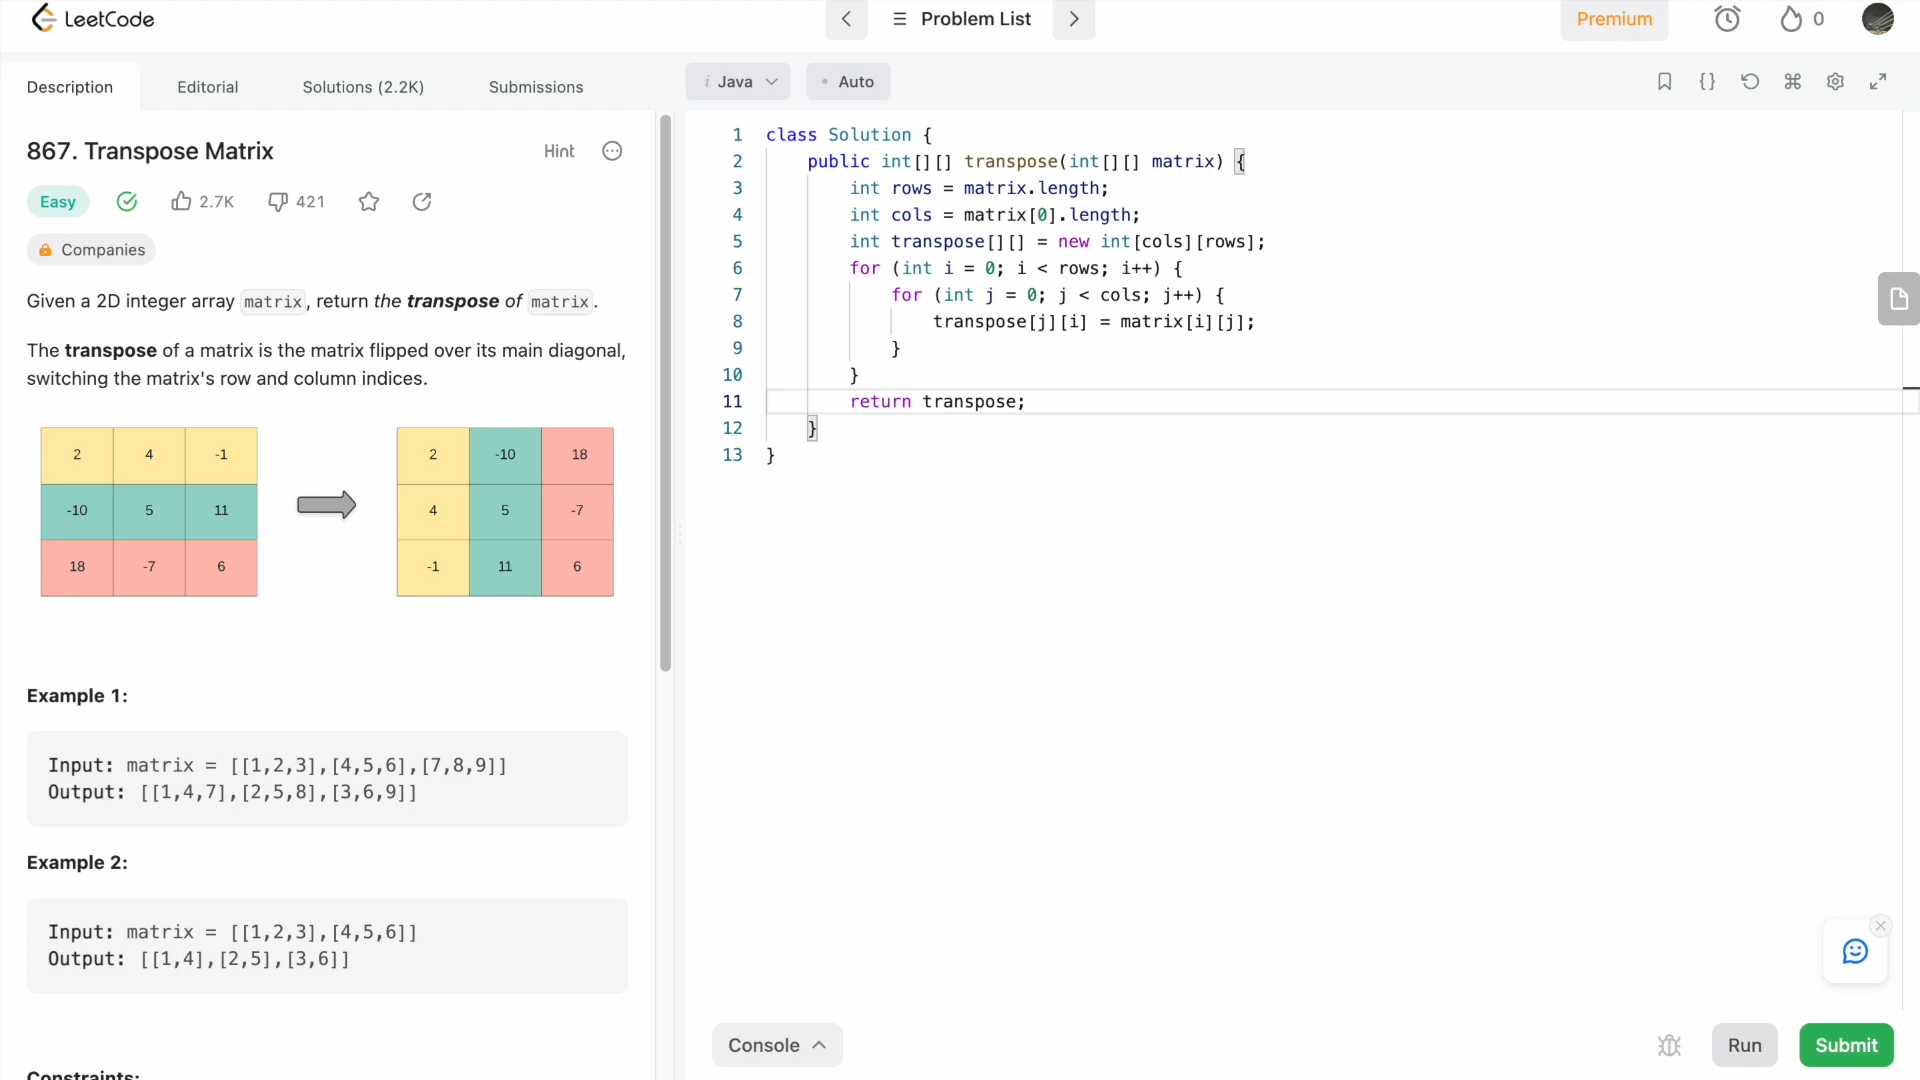 LeetCode
Problem List
Premium
0
Description
Editorial
Solutions (2.2K)
Submissions
i Java
Auto
867. Transpose Matrix
Hint
Easy
2.7K
421
Companies
Given a 2D integer array matrix, return the transpose of matrix.
The transpose of a matrix is the matrix flipped over its main diagonal,
switching the matrix's row and column indices.
2 4 -1
-10 5 11
18 -7 6
2 -10 18
4 5 -7
-1 11 6
Example 1:
Input: matrix = [[1,2,3],[4,5,6],[7,8,9]]
Output: [[1,4,7],[2,5,8],[3,6,9]]
Example 2:
Input: matrix = [[1,2,3],[4,5,6]]
Output: [[1,4],[2,5],[3,6]]
Constraints:
1 class Solution {
2 public int[][] transpose(int[][] matrix) {
3 int rows = matrix.length;
4 int cols = matrix[0].length;
5 int transpose[][] = new int[cols][rows];
6 for (int i = 0; i < rows; i++) {
7 for (int j = 0; j < cols; j++) {
8 transpose[j][i] = matrix[i][j];
9 }
10 }
11 return transpose;
12 }
13 }
Console
Run
Submit